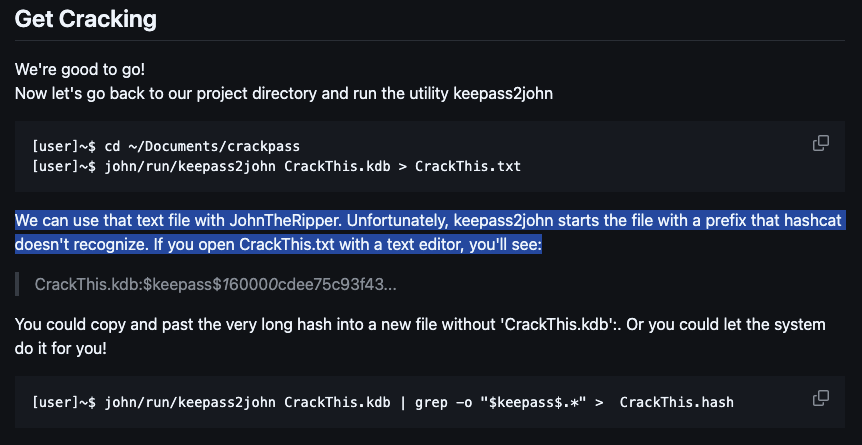 Get Cracking
We're good to go!
Now let's go back to our project directory and run the utility keepass2john
[user]~$ cd ~/Documents/crackpass
[user]~$ john/run/keepass2john CrackThis.kdb > CrackThis.txt
We can use that text file with JohnTheRipper. Unfortunately, keepass2john starts the file with a prefix that hashcat
doesn't recognize. If you open CrackThis.txt with a text editor, you'll see:
CrackThis.kdb:$keepass$160000cdee75c93f43...
You could copy and past the very long hash into a new file without 'CrackThis.kdb':. Or you could let the system
do it for you!
[user]~$ john/run/keepass2john CrackThis.kdb | grep -o "$keepass$.*" >  CrackThis.hash